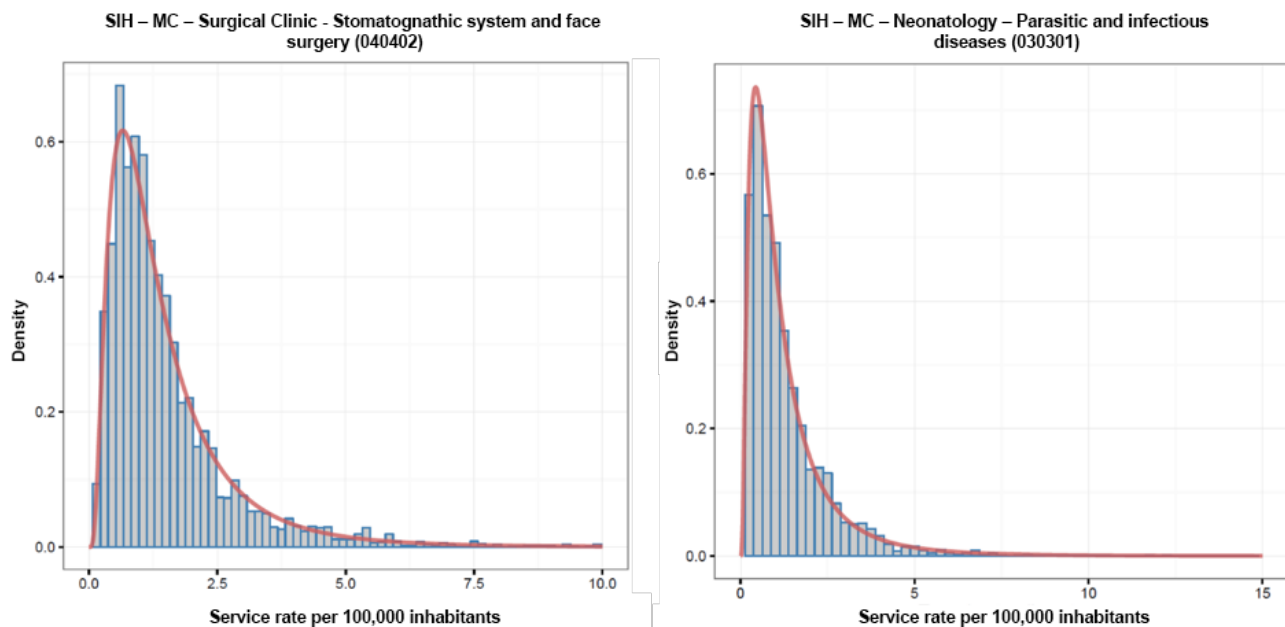 SIH – MC – Surgical Clinic - Stomatognathic system and face
surgery (040402)
0.6
0.4
0.2
0.0
Density
0.0
2.5
5.0
7.5
10.0
Service rate per 100,000 inhabitants
SIH – MC – Neonatology – Parasitic and infectious
diseases (030301)
0.6
0.4
0.2
0.0
Density
0
5
10
15
Service rate per 100,000 inhabitants